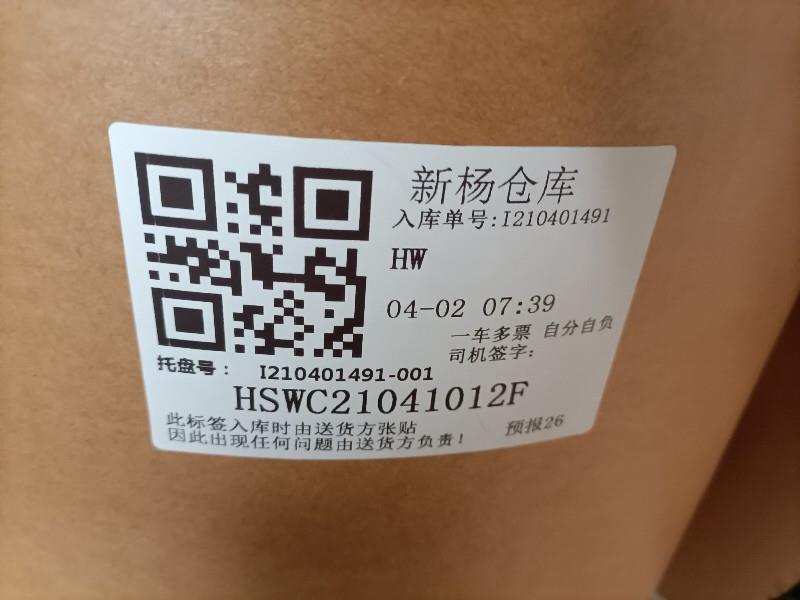 新杨仓库
入库单号:I210401491
HW
04-02 07:39
一车多票 自分自负
司机签字:
托盘号: I210401491-001
HSWC21041012F
此标签入库时由送货方张贴
因此出现任何问题由送货方负责!
预报26